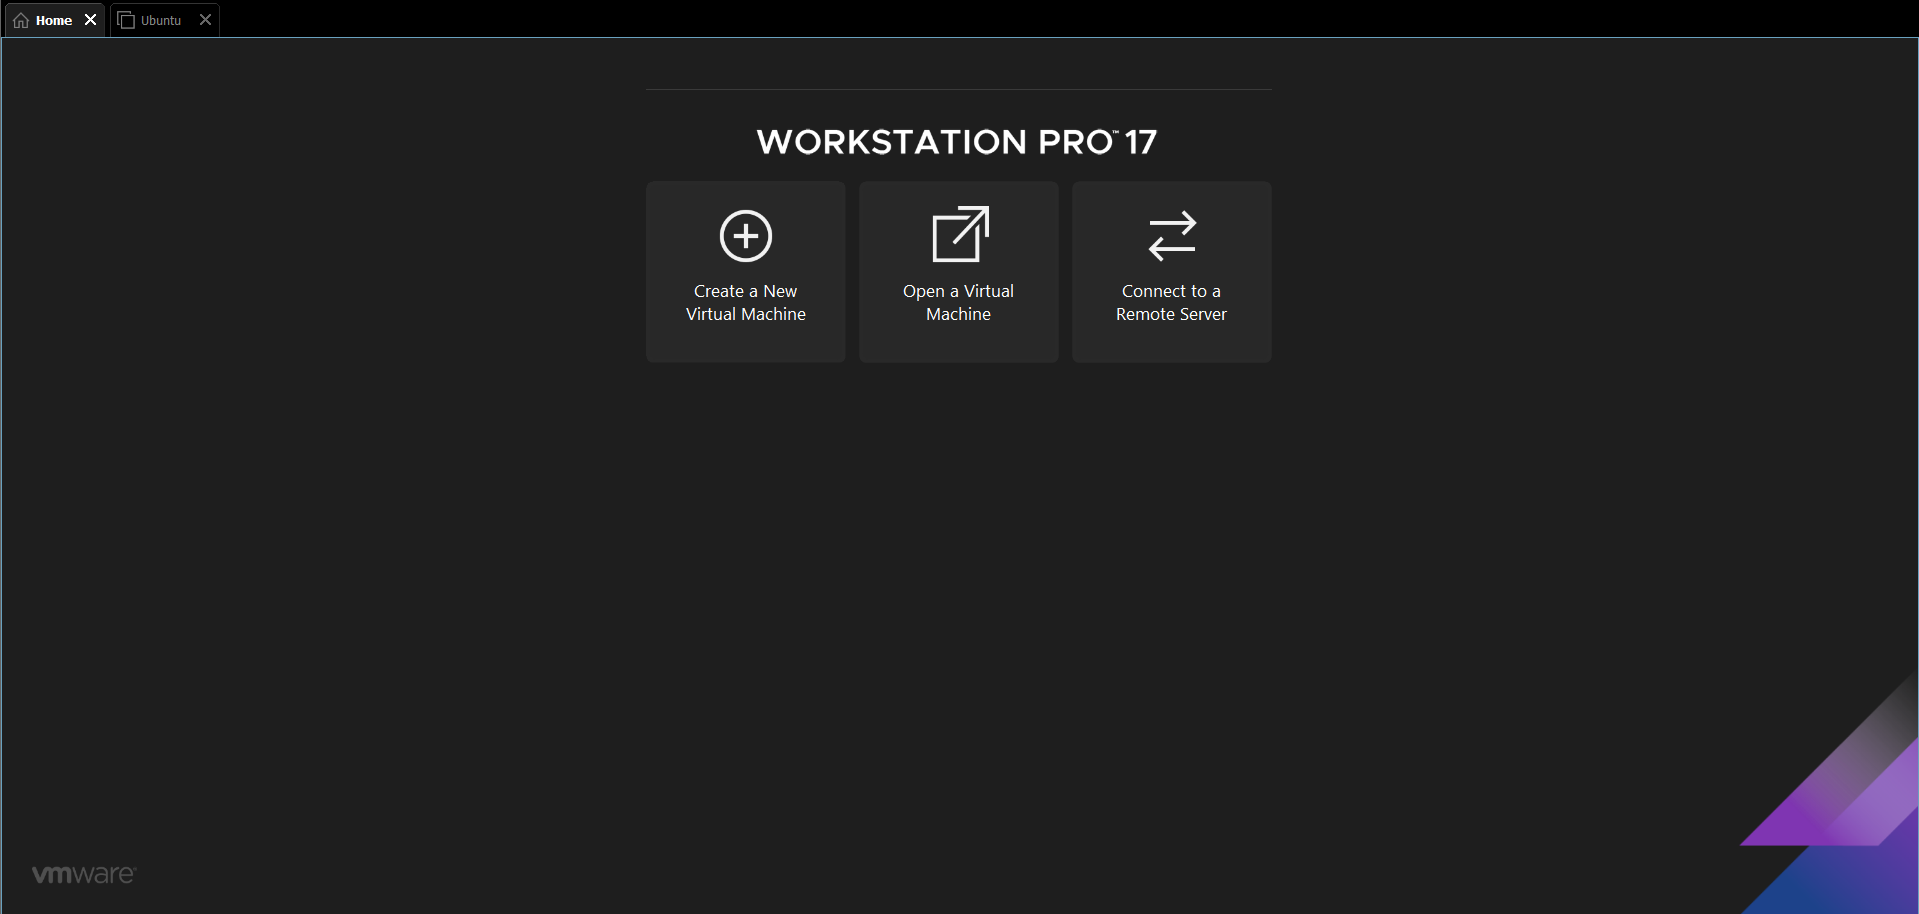 Home
Ubuntu
WORKSTATION PRO™ 17
Create a New
Virtual Machine
Open a Virtual
Machine
Connect to a
Remote Server
vmware®